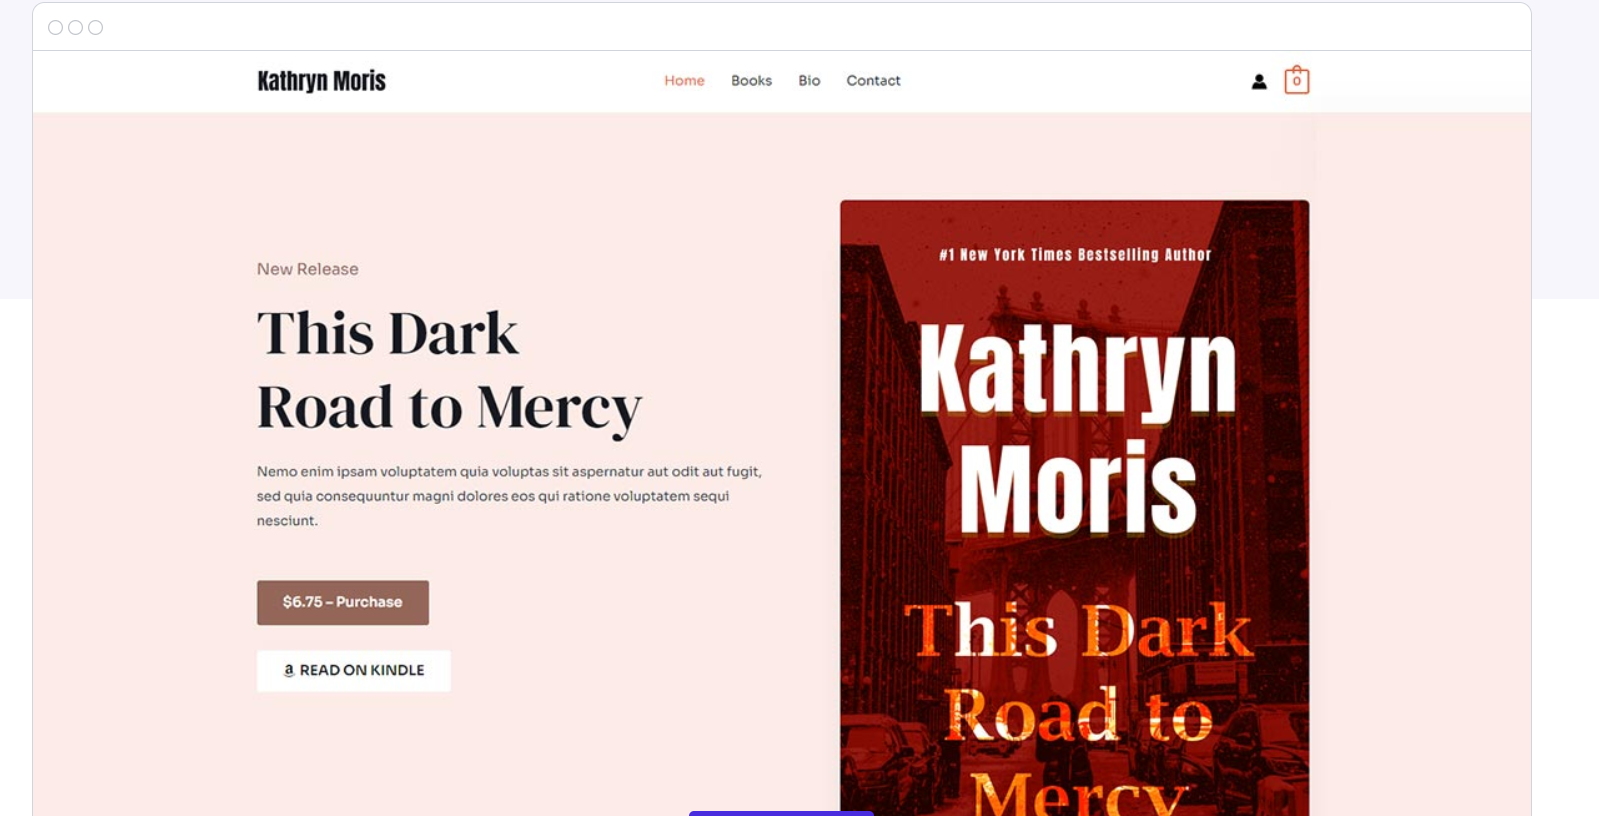 Kathryn Moris
Home Books Bio Contact
0
New Release
This Dark
Road to Mercy
Nemo enim ipsam voluptatem quia voluptas sit aspernatur aut odit aut fugit,
sed quia consequuntur magni dolores eos qui ratione voluptatem sequi
nesciunt.
$6.75 – Purchase
a READ ON KINDLE
#1 New York Times Bestselling Author
Kathryn
Moris
This Dark
Road to
Mercy